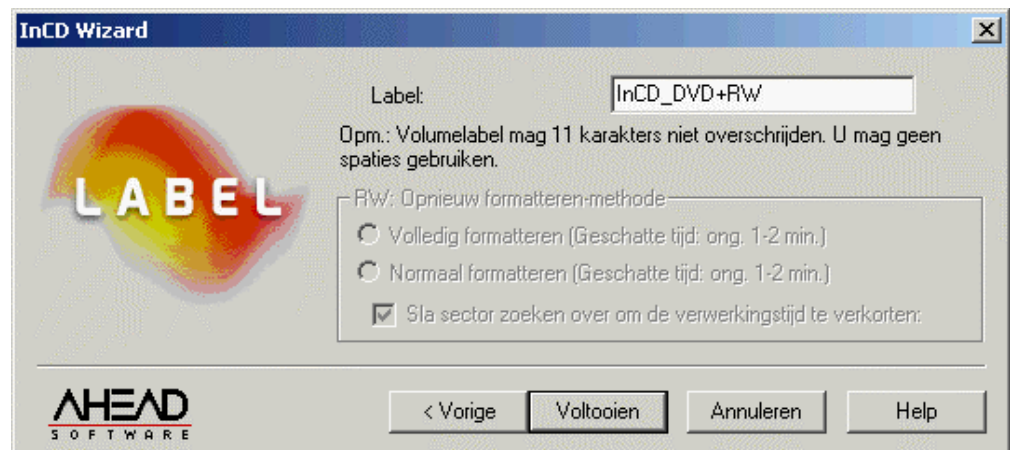 InCD Wizard
LABEL
Label: InCD_DVD+RW
Opm.: Volumelabel mag 11 karakters niet overschrijden. U mag geen
spaties gebruiken.
RW: Opnieuw formatteren-methode
Volledig formatteren (Geschatte tijd: ong. 1-2 min.)
Normaal formatteren (Geschatte tijd: ong. 1-2 min.)
Sla sector zoeken over om de verwerkingstijd te verkorten:
AHEAD
SOFTWARE
< Vorige Voltooien Annuleren Help